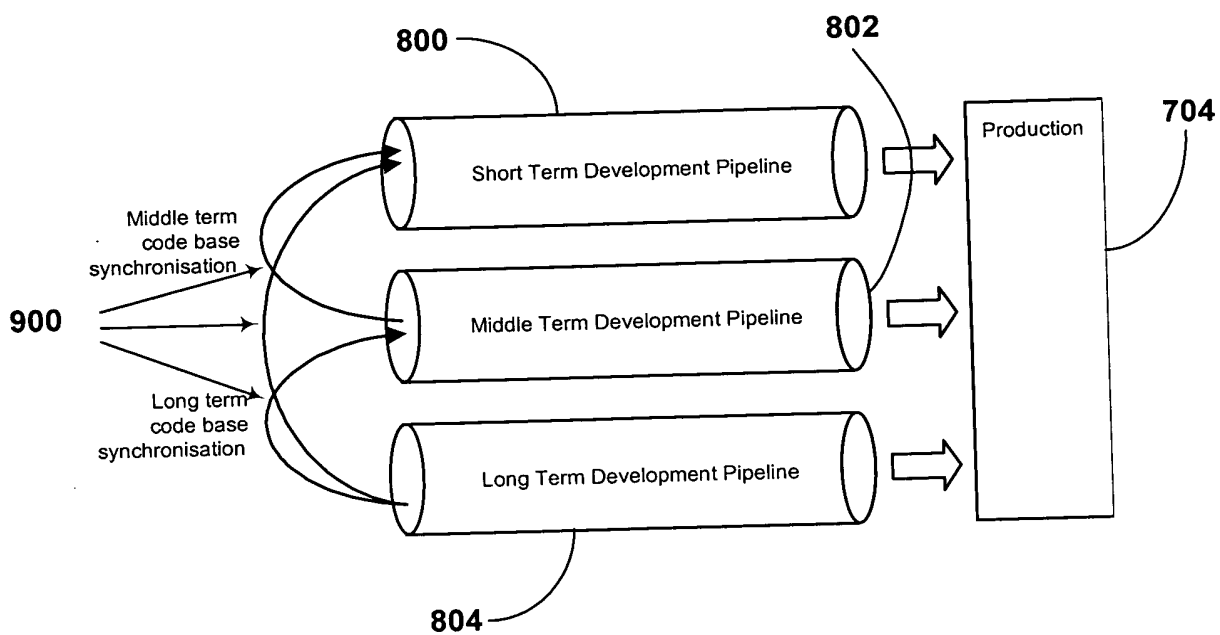 800
802
704
Production
Short Term Development Pipeline
Middle term
code base
synchronisation
900
Middle Term Development Pipeline
Long term
code base
synchronisation
Long Term Development Pipeline
804